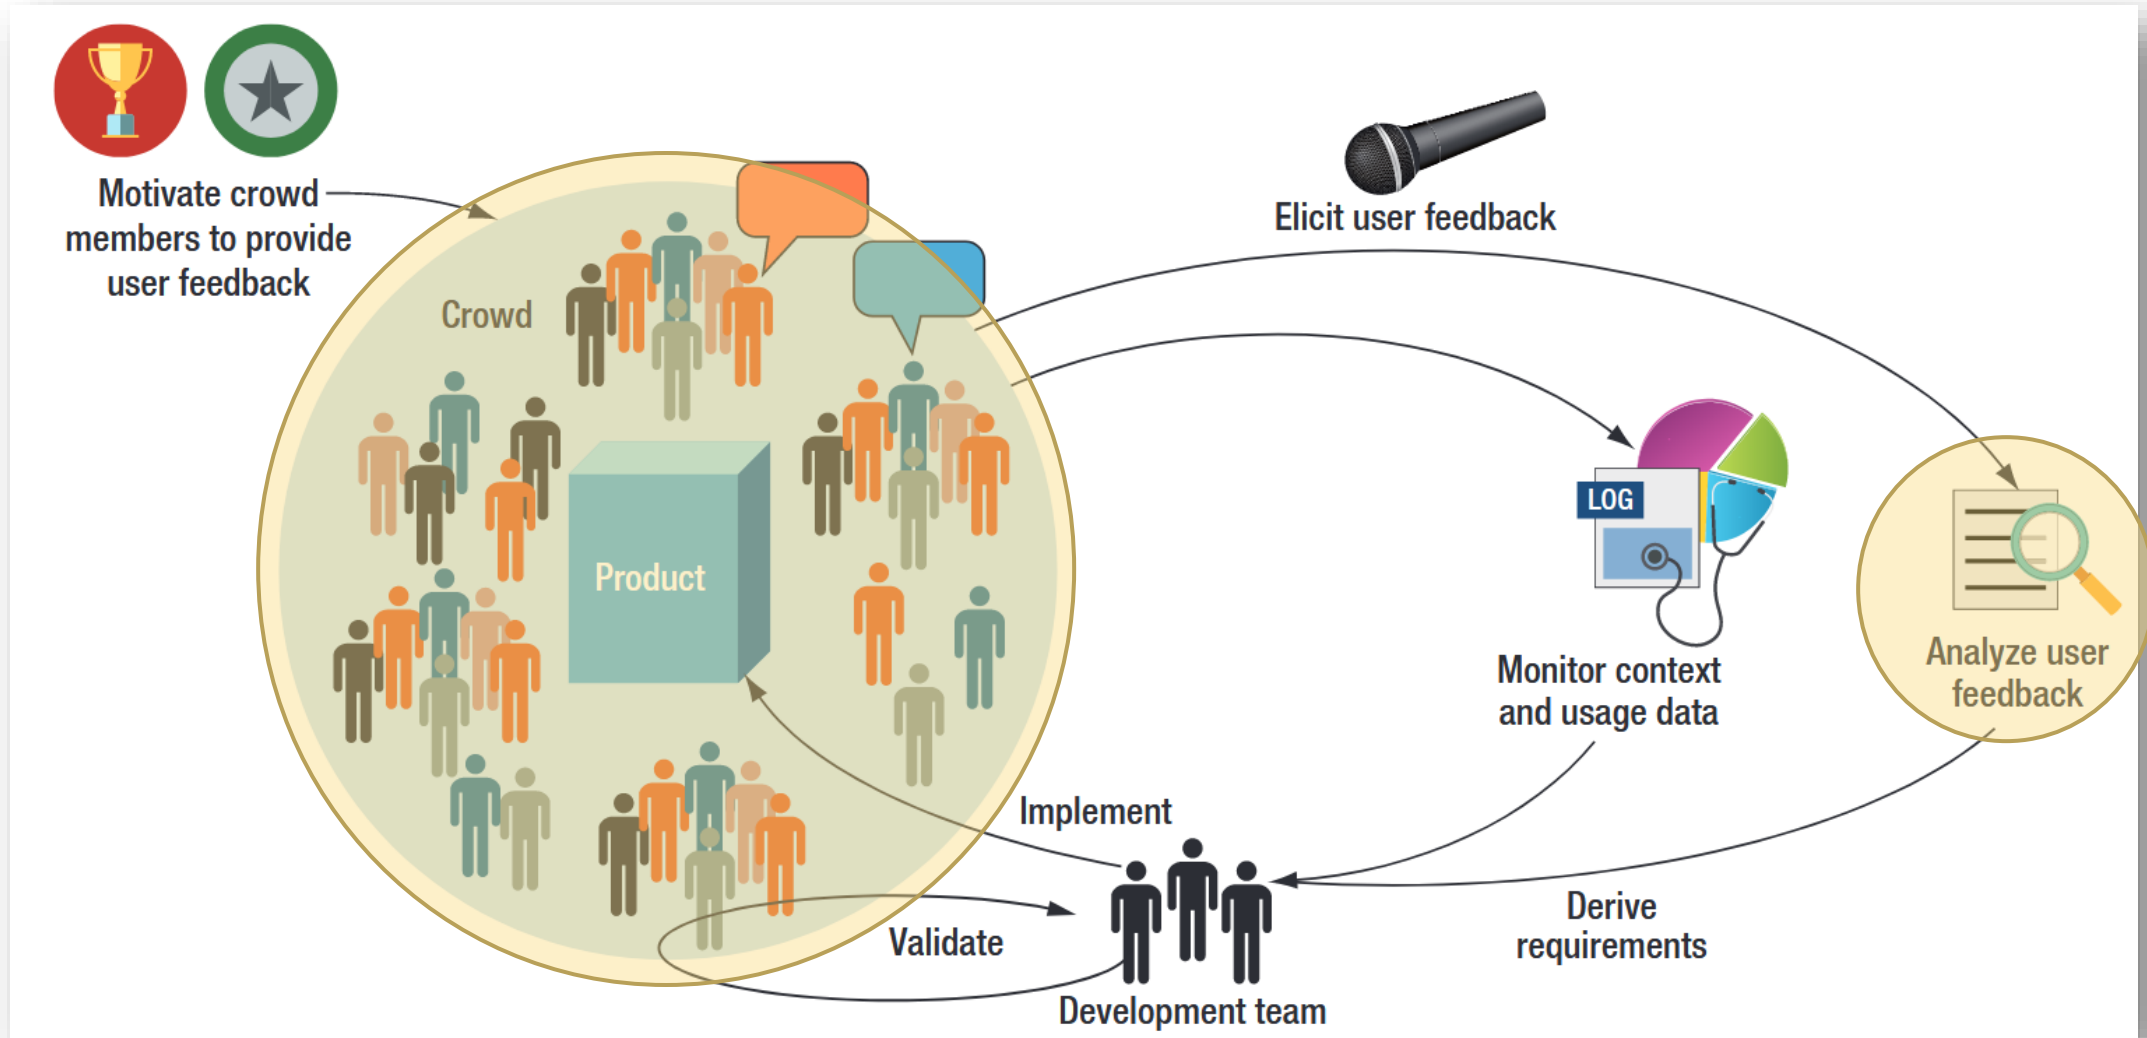 Motivate crowd
members to provide
user feedback
Crowd
Product
Elicit user feedback
LOG
Monitor context
and usage data
Analyze user
feedback
Implement
Validate
Derive
requirements
Development team